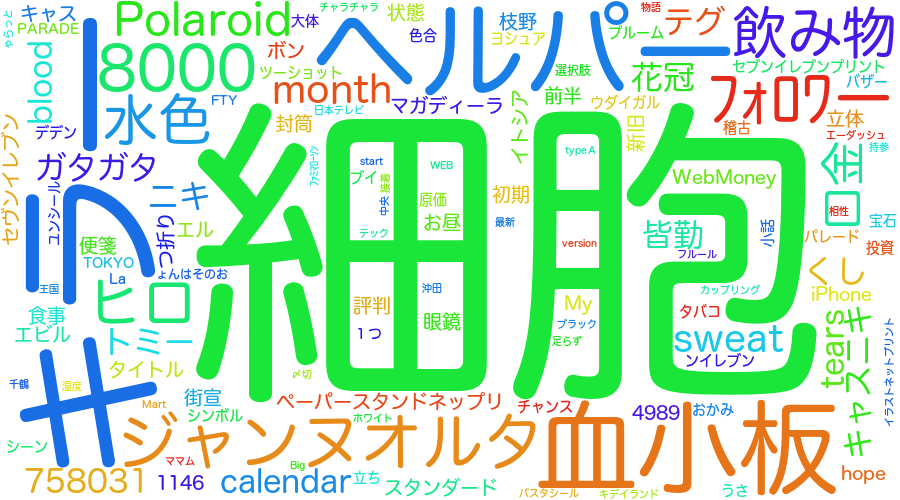 キャス
PARADE
ゃらっと
Polaroid
大体
チャラチャラ
状態
枝野
物語
テグ
飲み物
ヘルパー
色合
ヨシュア
プルーム
8000
ボン
ツーショット
選択肢
花冠
セブンイレブンプリント
バザー
blood
水色
FTY
month
日本テレビ
マガディーラ
前半
ウダイガル
フォロワー
デデン
封筒
イトシア
新旧
稽古
立体
エーダッシュ
持参
セヴンイレブン
ガタガタ
ファミマローソン
start
WEB
typeA
金口
ラ
ユンシール
ニキ
ブイ
接種
原価
初期
WebMoney
相性
宝石
つ折り
エル
中央
お昼
皆勤
小話
パレード
投資
便箋
テック
最新
version
フルール
TOKYO
La
ょんはそのお
くし
王国
細胞
沖田
カップリング
iPhone
ヒロ
評判
My
タバコ
食事
眼鏡
ブラック
エビル
トミー
1つ
足らず
sweat
tears
キャスニキ
イラストネットプリント
井
〆切
ンイレブン
タイトル
千鶴
湿度
街宣
ペーパースタンドネップリ
チャンス
4989
おかみ
Mart
シンボル
ホワイト
シーン
ジャンヌオルタ
血小板
ママム
Big
758031
1146
calendar
立ち
スタンダード
バスタシール
キデイランド
うさ
hope